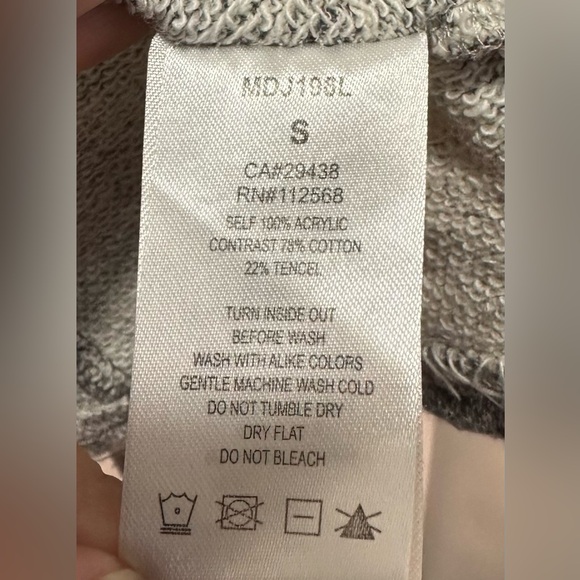 MDJ196L
S
CA#29438
RN#112568
SELF 100% ACRYLIC
CONTRAST 78% COTTON
22% TENCEL
TURN INSIDE OUT
BEFORE WASH
WASH WITH ALIKE COLORS
GENTLE MACHINE WASH COLD
DO NOT TUMBLE DRY
DRY FLAT
DO NOT BLEACH